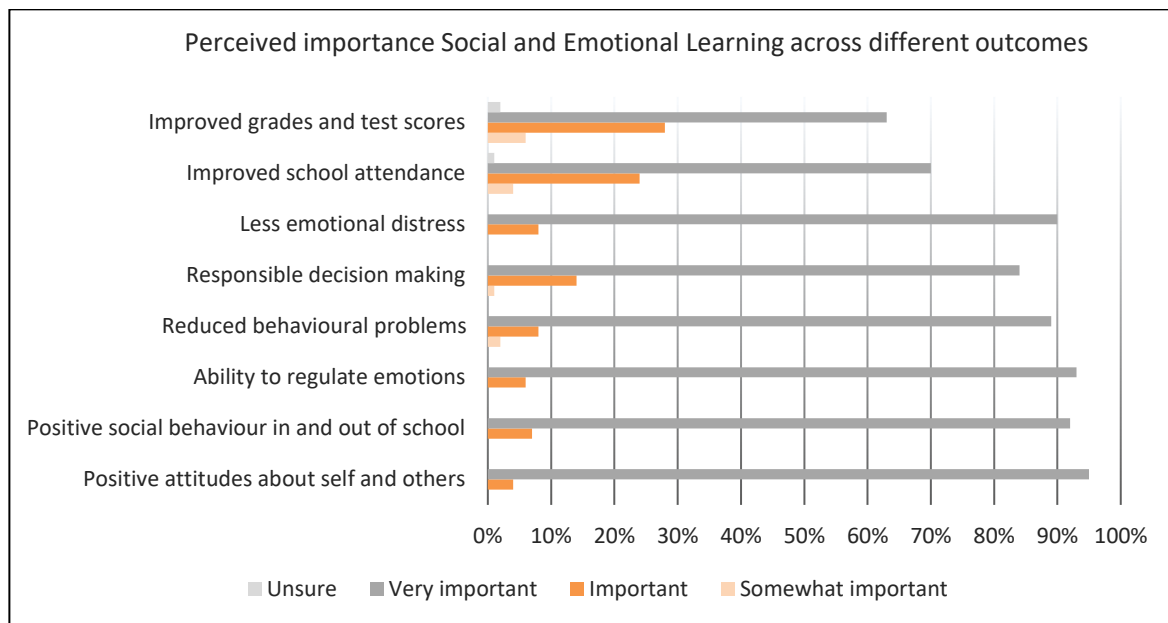 Perceived importance Social and Emotional Learning across different outcomes
Improved grades and test scores
Improved school attendance
Less emotional distress
Responsible decision making
Reduced behavioural problems
Ability to regulate emotions
Positive social behaviour in and out of school
Positive attitudes about self and others
0% 10% 20% 30% 40% 50% 60% 70% 80% 90% 100%
Unsure Very important Important Somewhat important